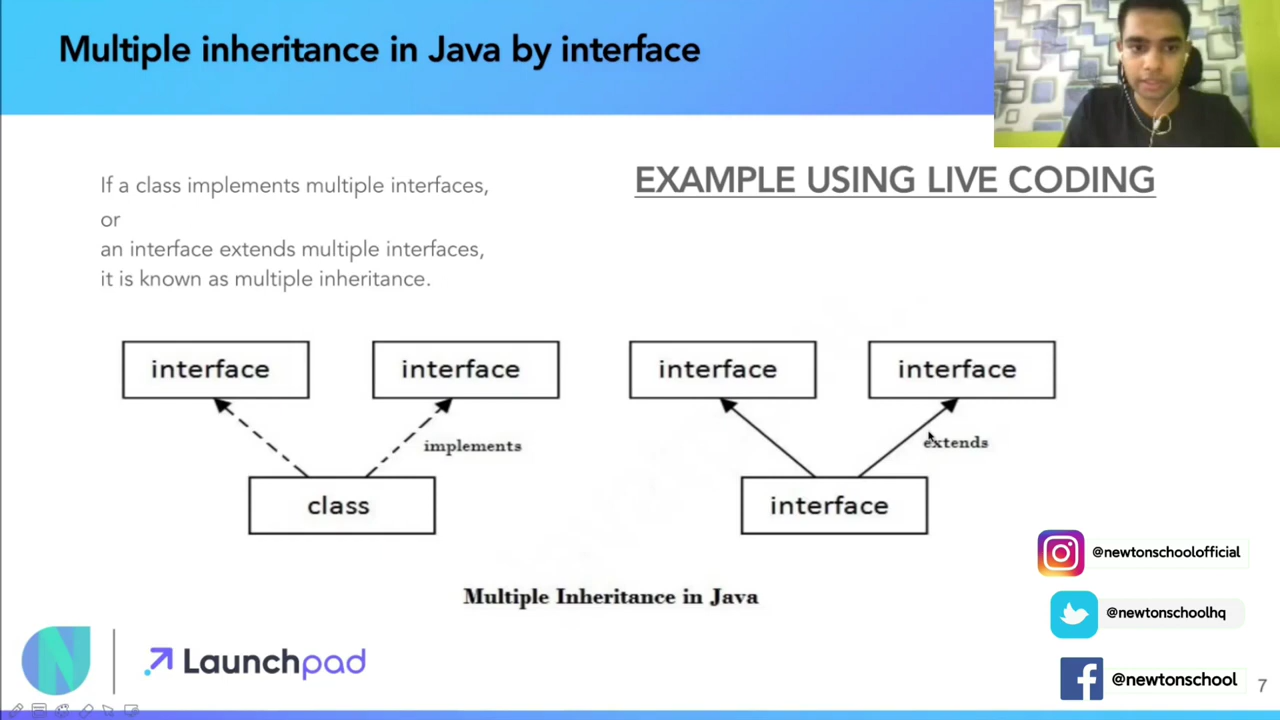 Multiple inheritance in Java by interface
If a class implements multiple interfaces,
or
an interface extends multiple interfaces,
it is known as multiple inheritance.
EXAMPLE USING LIVE CODING
interface
interface
implements
class
interface
interface
extends
interface
Multiple Inheritance in Java
@newtonschoolofficial
@newtonschoolhq
@newtonschool
Launchpad
7